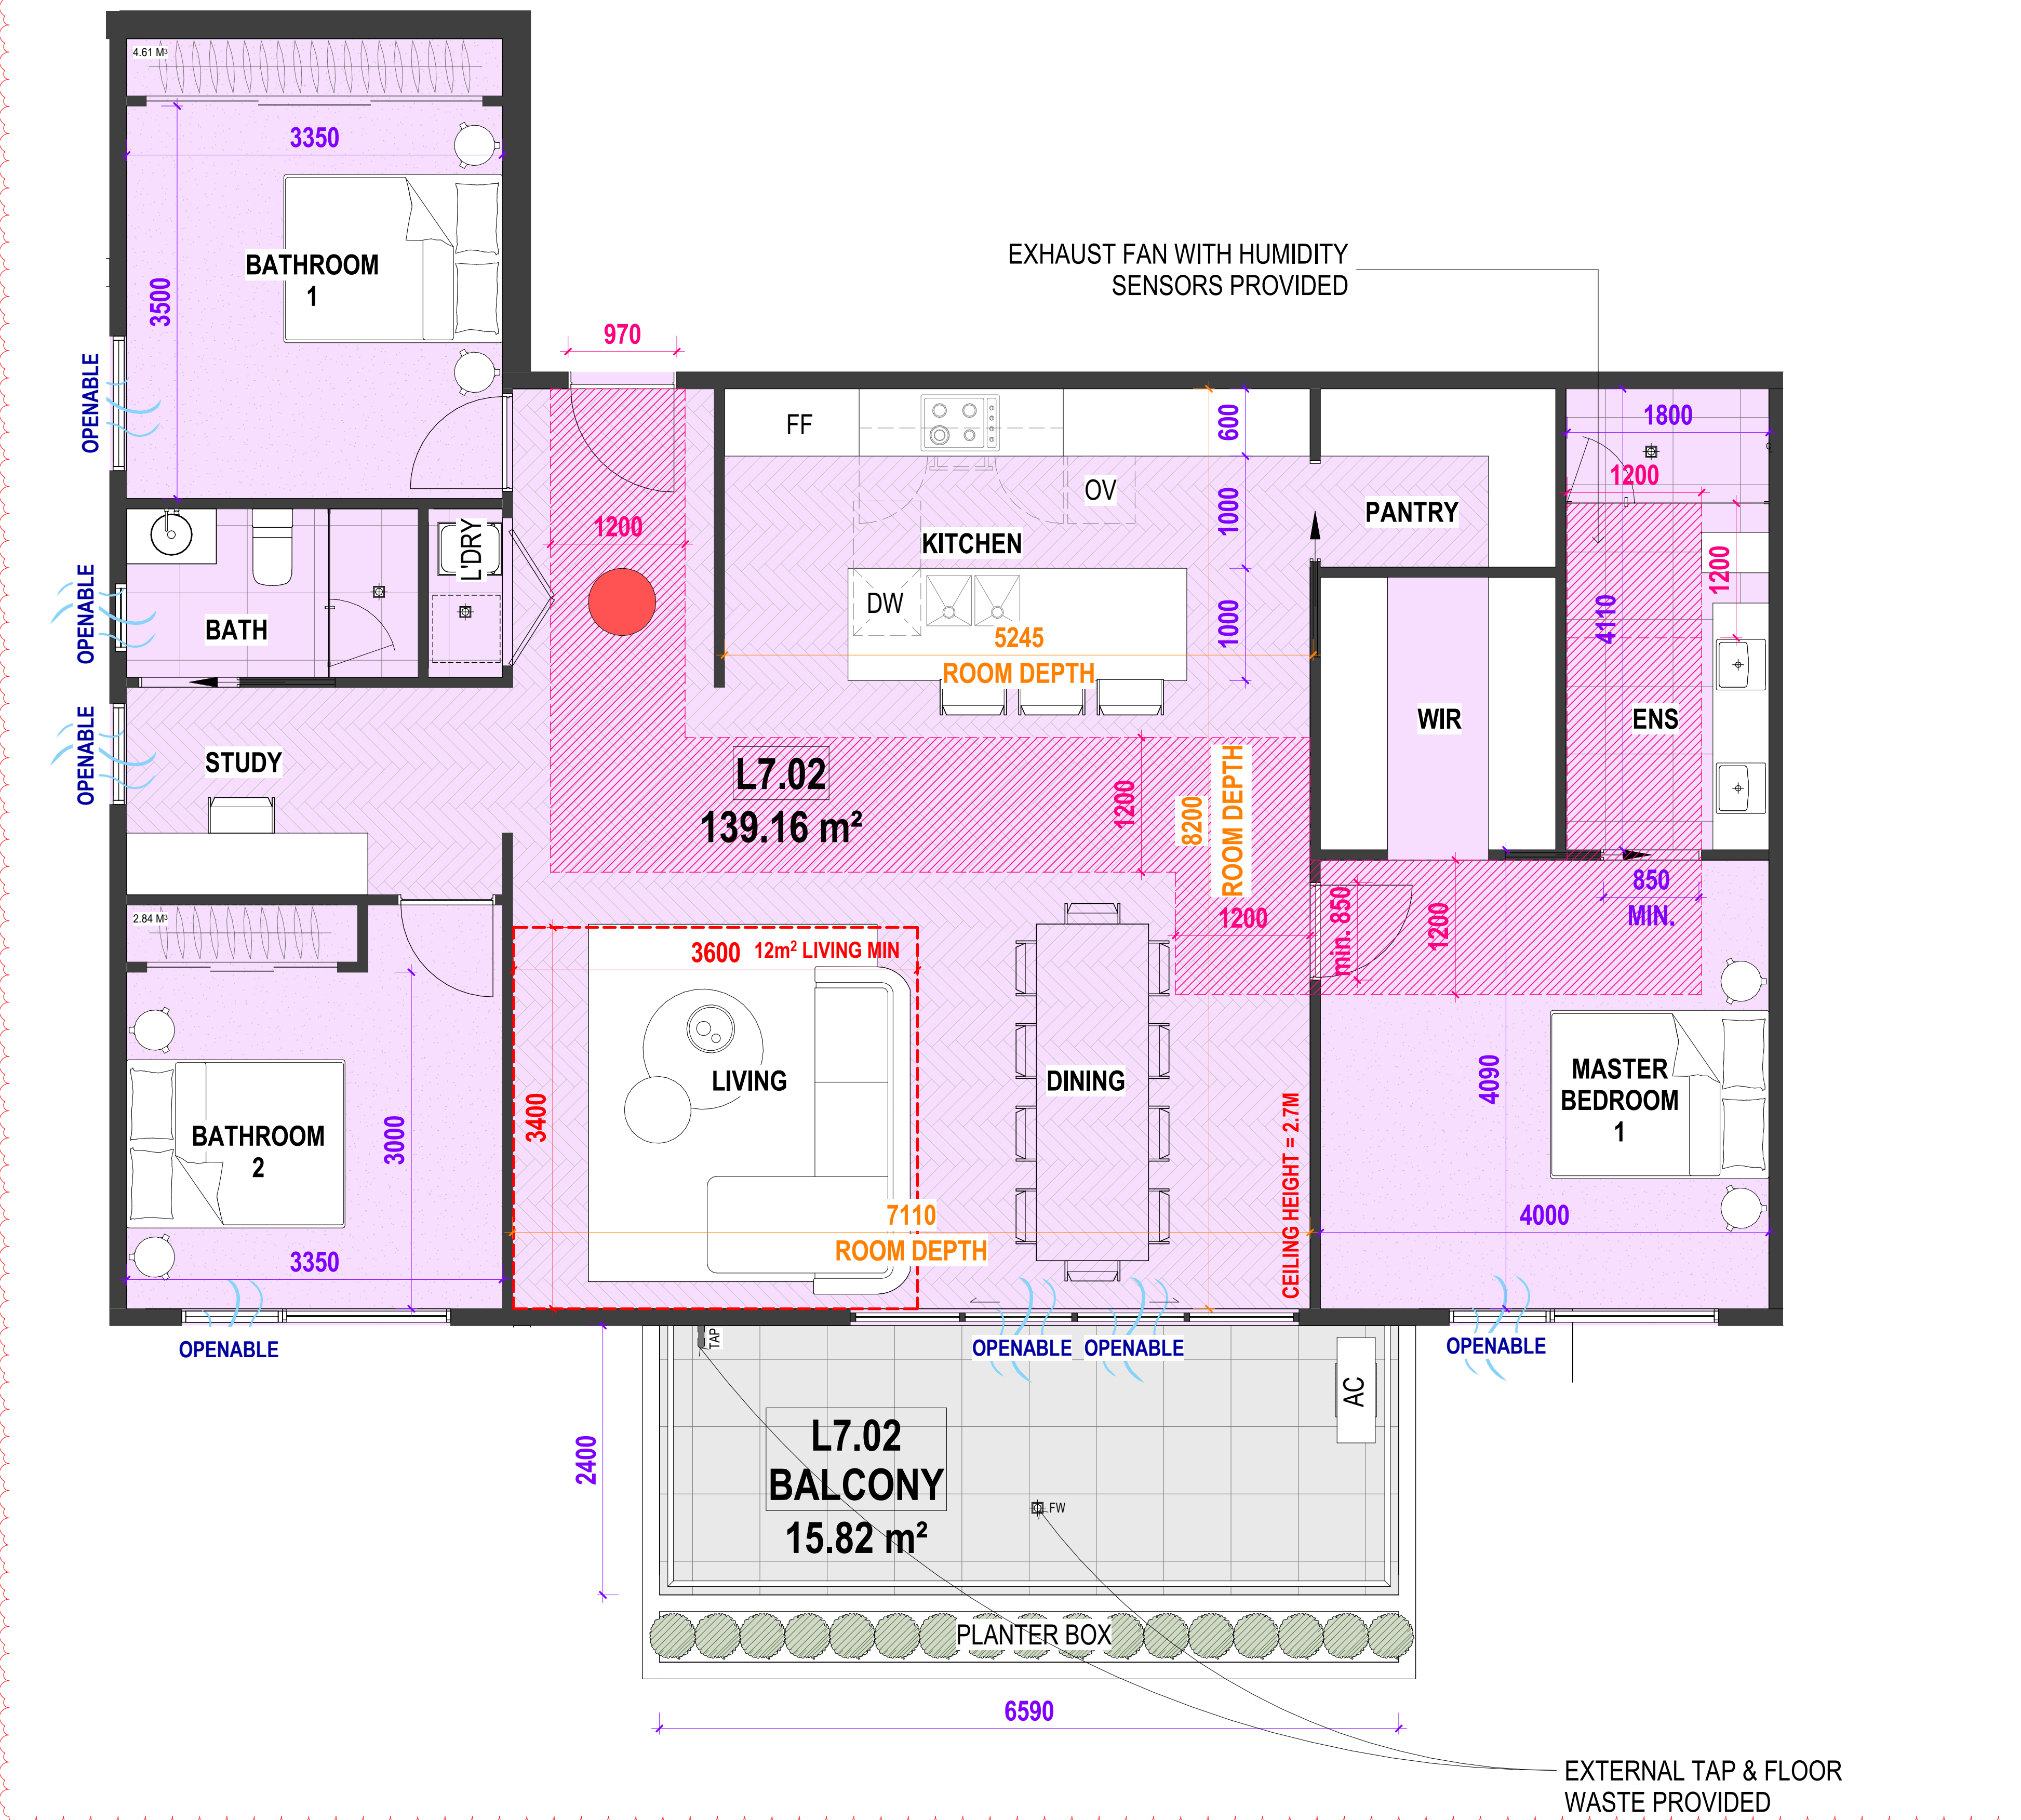 4.61 M³
3350
BATHROOM
1
3500
OPENABLE
EXHAUST FAN WITH HUMIDITY
SENSORS PROVIDED
970
FF
OV
600
1000
1000
PANTRY
1800
1200
1200
4110
KITCHEN
1200
L'DRY
DW
5245
ROOM DEPTH
BATH
OPENABLE
OPENABLE
STUDY
L7.02
139.16 m²
1200
8200
ROOM DEPTH
WIR
ENS
850
MIN.
1200
min. 850
1200
2.84 M³
3600
12m² LIVING MIN
3400
LIVING
DINING
4090
MASTER
BEDROOM
1
BATHROOM
2
3000
3350
7110
ROOM DEPTH
CEILING HEIGHT = 2.7M
4000
OPENABLE
TAP
OPENABLE
OPENABLE
OPENABLE
AC
2400
L7.02
BALCONY
15.82 m²
FW
PLANTER BOX
6590
EXTERNAL TAP & FLOOR
WASTE PROVIDED